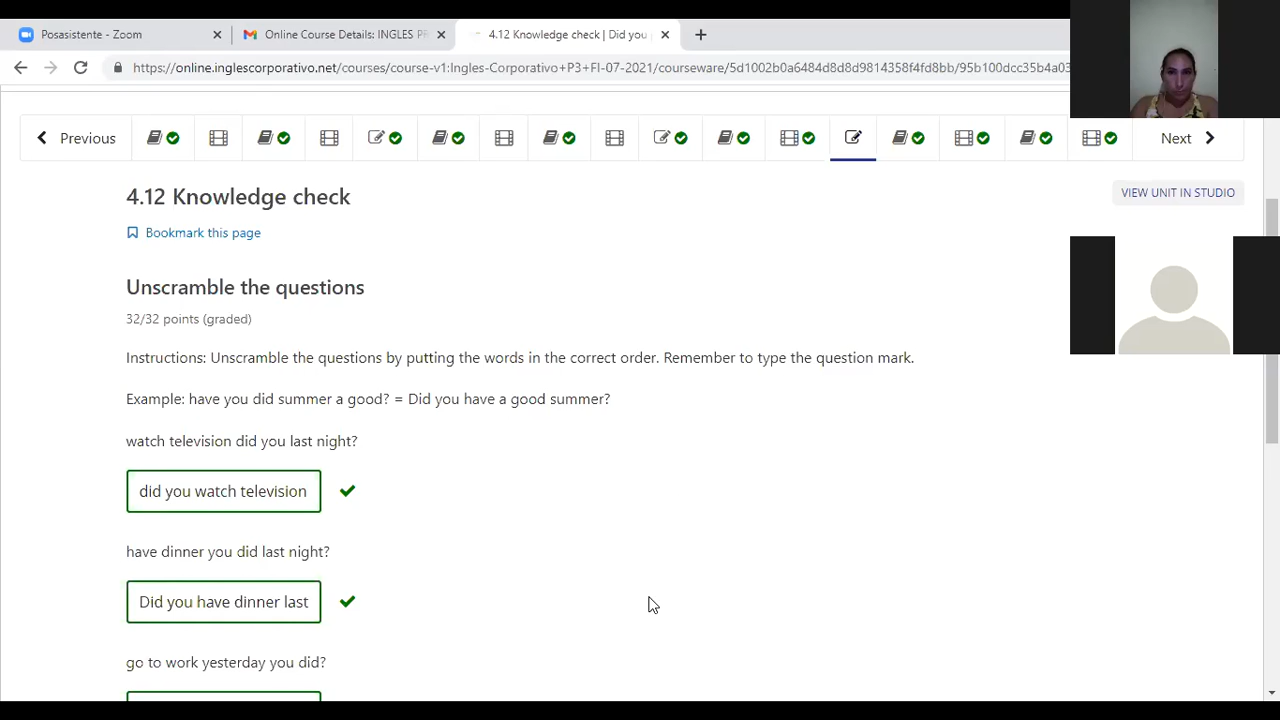 Posasistente - Zoom
Online Course Details: INGLES PR
4.12 Knowledge check | Did you
https://online.inglescorporativo.net/courses/course-v1:Ingles-Corporativo+P3+FI-07-2021/courseware/5d1002b0a6484d8d8d9814358f4fd8bb/95b100dcc35b4a03
Previous
Next
4.12 Knowledge check
VIEW UNIT IN STUDIO
Bookmark this page
Unscramble the questions
32/32 points (graded)
Instructions: Unscramble the questions by putting the words in the correct order. Remember to type the question mark.
Example: have you did summer a good? = Did you have a good summer?
watch television did you last night?
did you watch television
have dinner you did last night?
Did you have dinner last
go to work yesterday you did?